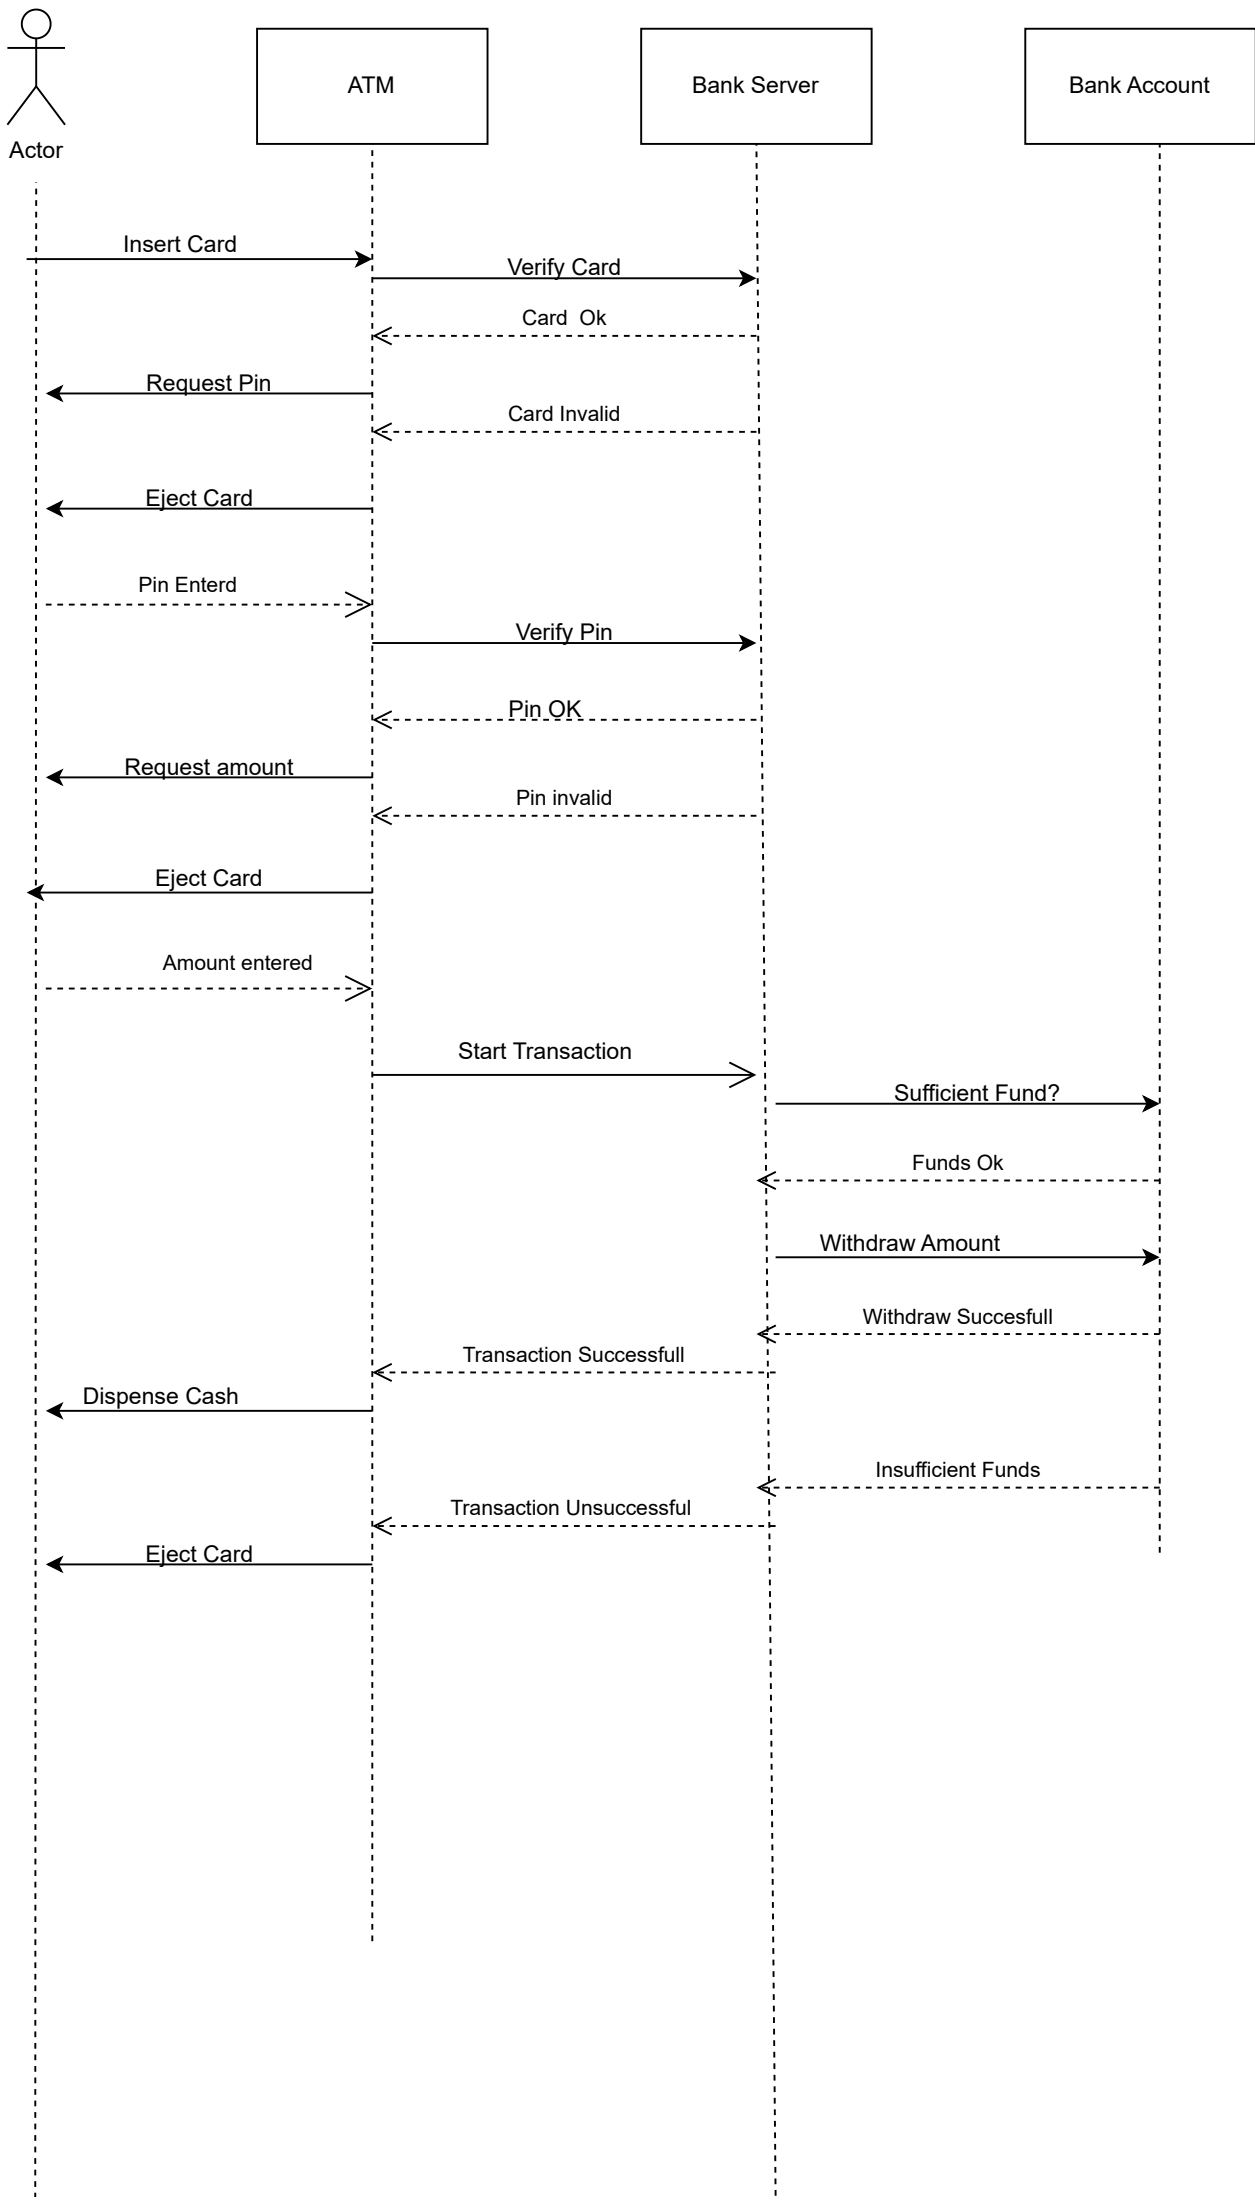 Actor
ATM
Bank Server
Bank Account
Insert Card
Verify Card
Card  Ok
Request Pin
Card Invalid
Eject Card
Pin Enterd
Verify Pin
Pin OK
Request amount
Pin invalid
Eject Card
Amount entered
Start Transaction
Sufficient Fund?
Funds Ok
Withdraw Amount
Withdraw Succesfull
Transaction Successfull
Dispense Cash
Insufficient Funds
Transaction Unsuccessful
Eject Card